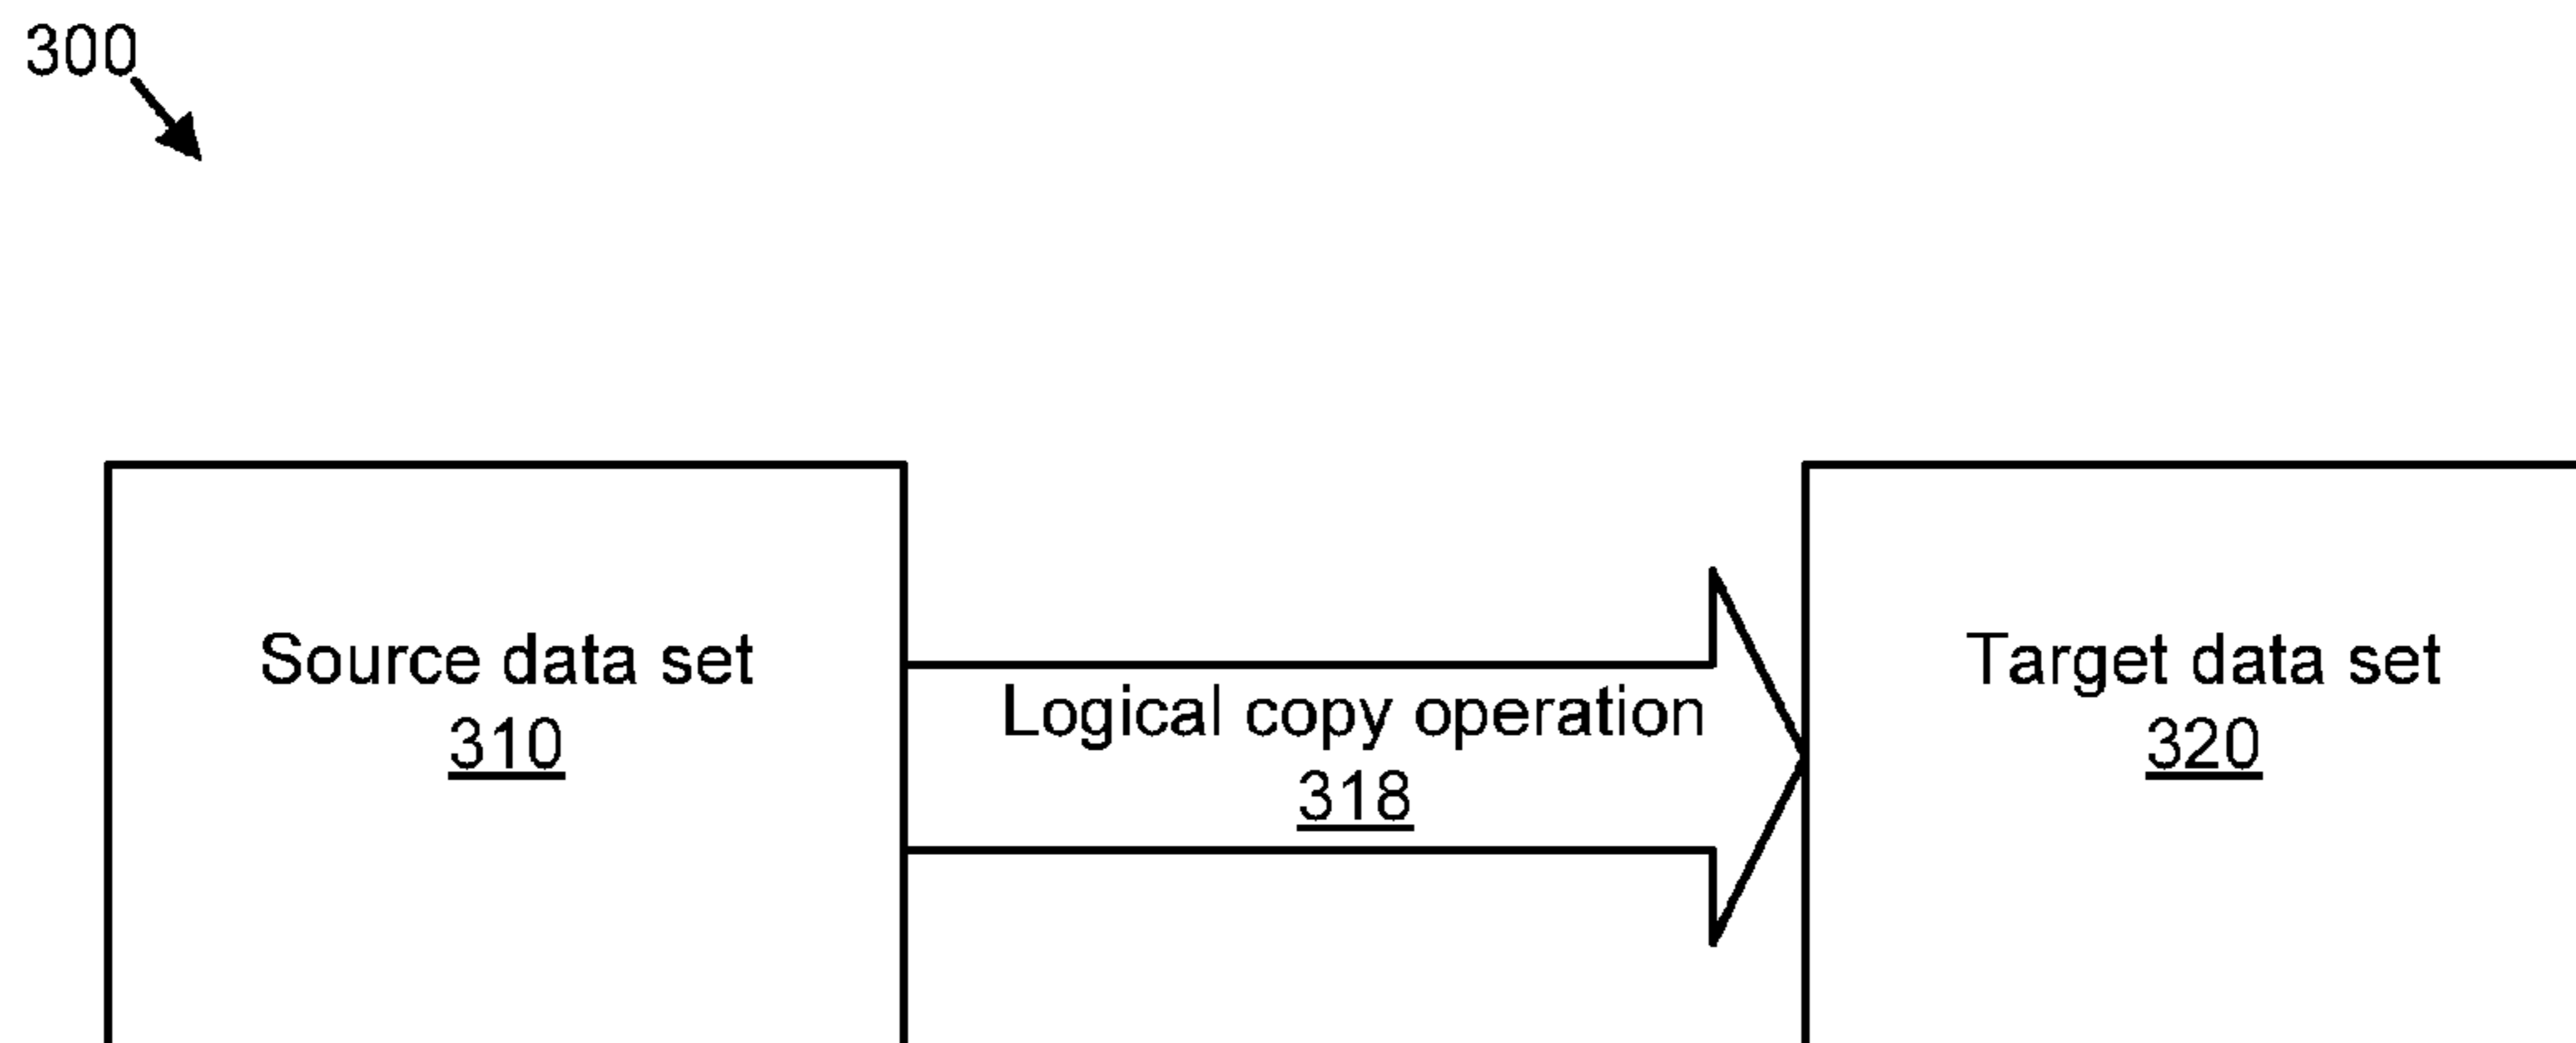 300
Source data set
310
Logical copy operation
318
Target data set
320